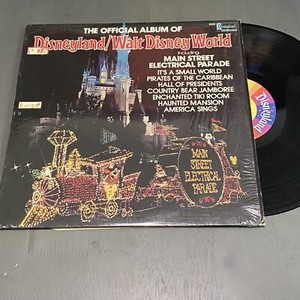 THE OFFICIAL ALBUM OF
Disneyland/Walt Disney World
including
MAIN STREET
ELECTRICAL PARADE
IT'S A SMALL WORLD
PIRATES OF THE CARIBBEAN
HALL OF PRESIDENTS
COUNTRY BEAR JAMBOREE
ENCHANTED TIKI ROOM
HAUNTED MANSION
AMERICA SINGS
MAIN
STREET
ELECTRICAL
PARADE
Disneyland